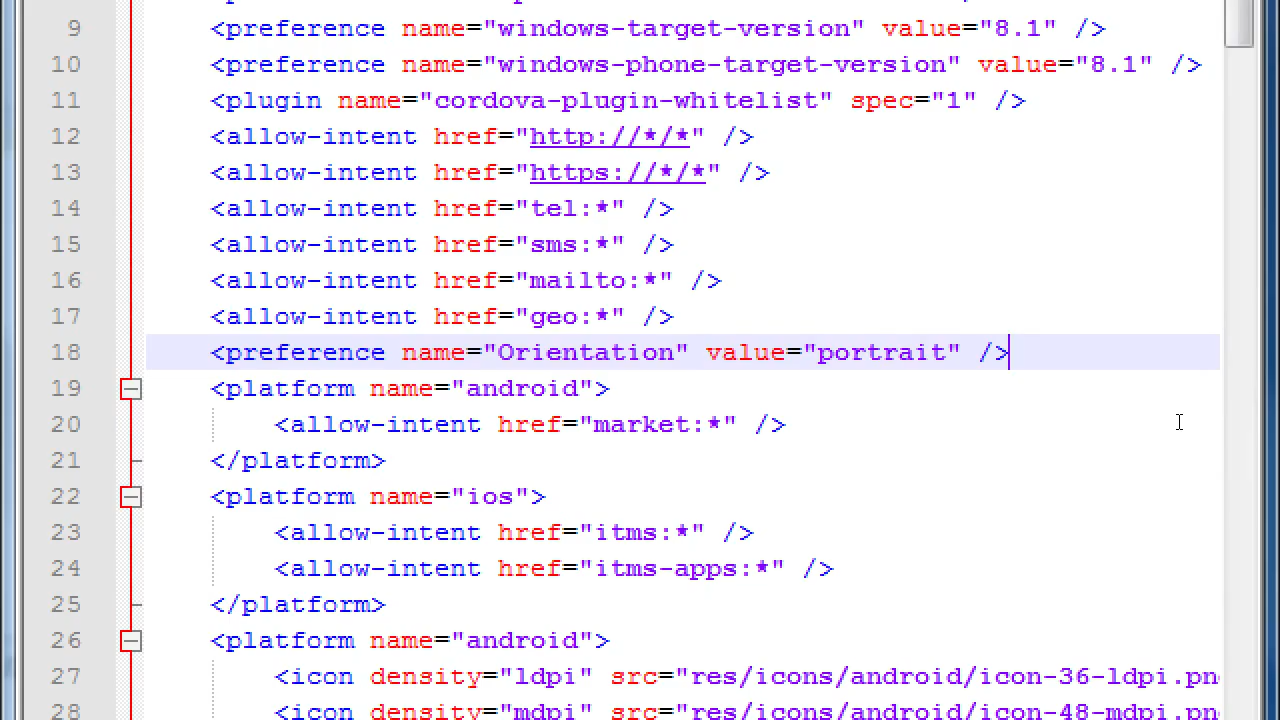 9 <preference name="windows-target-version" value="8.1" />
10 <preference name="windows-phone-target-version" value="8.1" />
11 <plugin name="cordova-plugin-whitelist" spec="1" />
12 <allow-intent href="http://*/*" />
13 <allow-intent href="https://*/*" />
14 <allow-intent href="tel:*" />
15 <allow-intent href="sms:*" />
16 <allow-intent href="mailto:*" />
17 <allow-intent href="geo:*" />
18 <preference name="Orientation" value="portrait" />
19 <platform name="android">
20 <allow-intent href="market:*" />
21 </platform>
22 <platform name="ios">
23 <allow-intent href="itms:*" />
24 <allow-intent href="itms-apps:*" />
25 </platform>
26 <platform name="android">
27 <icon density="ldpi" src="res/icons/android/icon-36-ldpi.pn
28 <icon density="mdpi" src="res/icons/android/icon-48-mdpi.pn